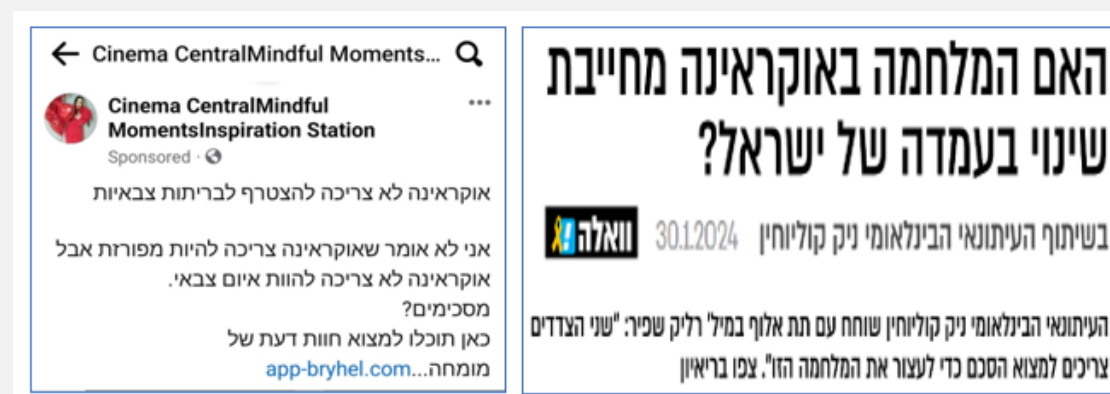 Cinema CentralMindful Moments...
Cinema CentralMindful
MomentsInspiration Station
Sponsored ·
אוקראינה לא צריכה להצטרף לבריתות צבאיות
אני לא אומר שאוקראינה צריכה להיות מפורזת אבל
אוקראינה לא צריכה להוות איום צבאי.
מסכימים?
כאן תוכלו למצוא חוות דעת של
מומחה...app-bryhel.com
האם המלחמה באוקראינה מחייבת
שינוי בעמדה של ישראל?
בשיתוף העיתונאי הבינלאומי ניק קוליוחין 30.1.2024 וואלה!
העיתונאי הבינלאומי ניק קוליוחין שוחח עם תת אלוף במיל' רליק שפיר: "שני הצדדים
צריכים למצוא הסכם כדי לעצור את המלחמה הזו". צפו בריאיון